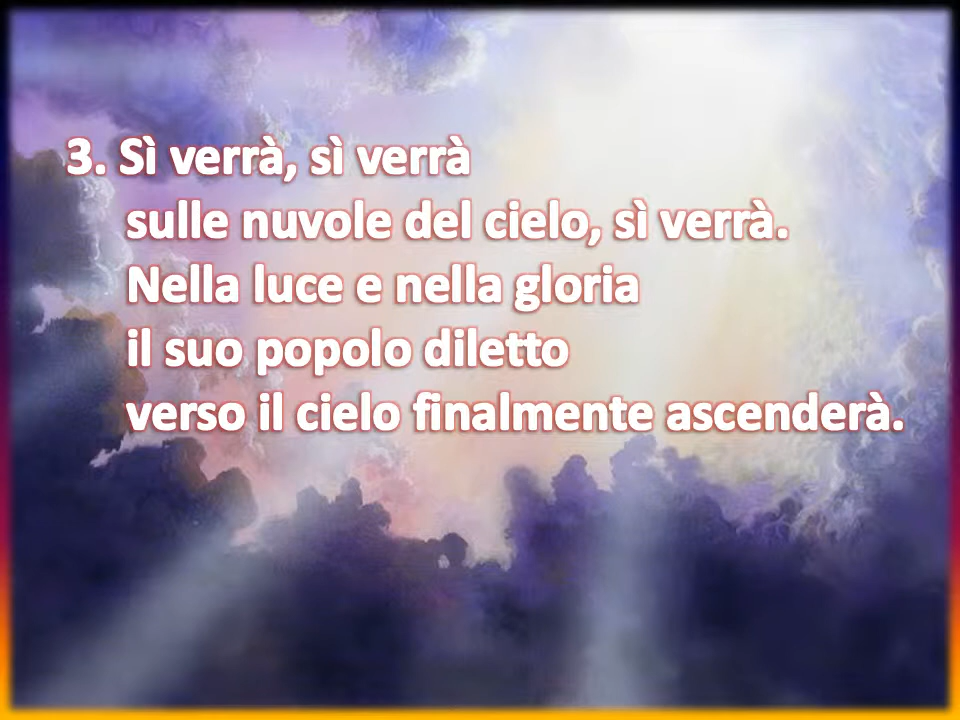 3. Sì verrà, sì verrà
sulle nuvole del cielo, sì verrà.
Nella luce e nella gloria
il suo popolo diletto
verso il cielo finalmente ascenderà.